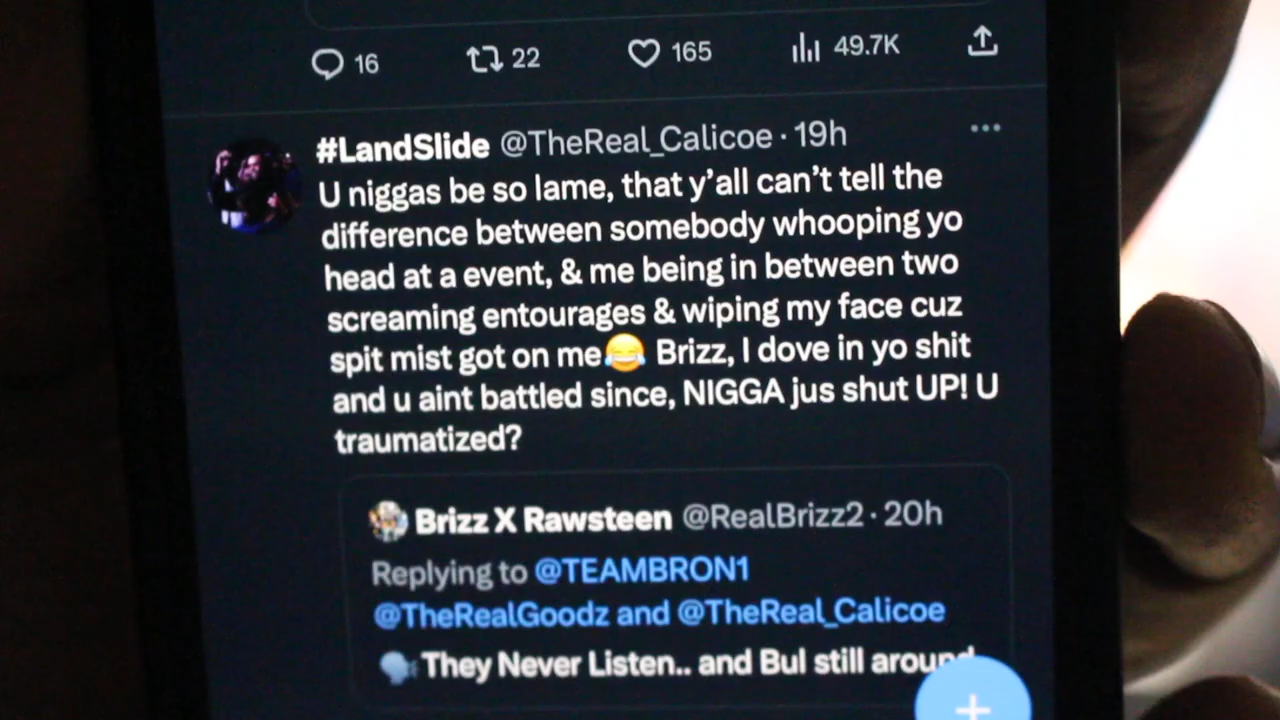 16 22 165 49.7K
#LandSlide @TheReal_Calicoe · 19h
U niggas be so lame, that y'all can't tell the
difference between somebody whooping yo
head at a event, & me being in between two
screaming entourages & wiping my face cuz
spit mist got on me😂 Brizz, I dove in yo shit
and u aint battled since, NIGGA jus shut UP! U
traumatized?
Brizz X Rawsteen @RealBrizz2 · 20h
Replying to @TEAMBRON1
@TheRealGoodz and @TheReal_Calicoe
🗣️They Never Listen.. and Bul still around